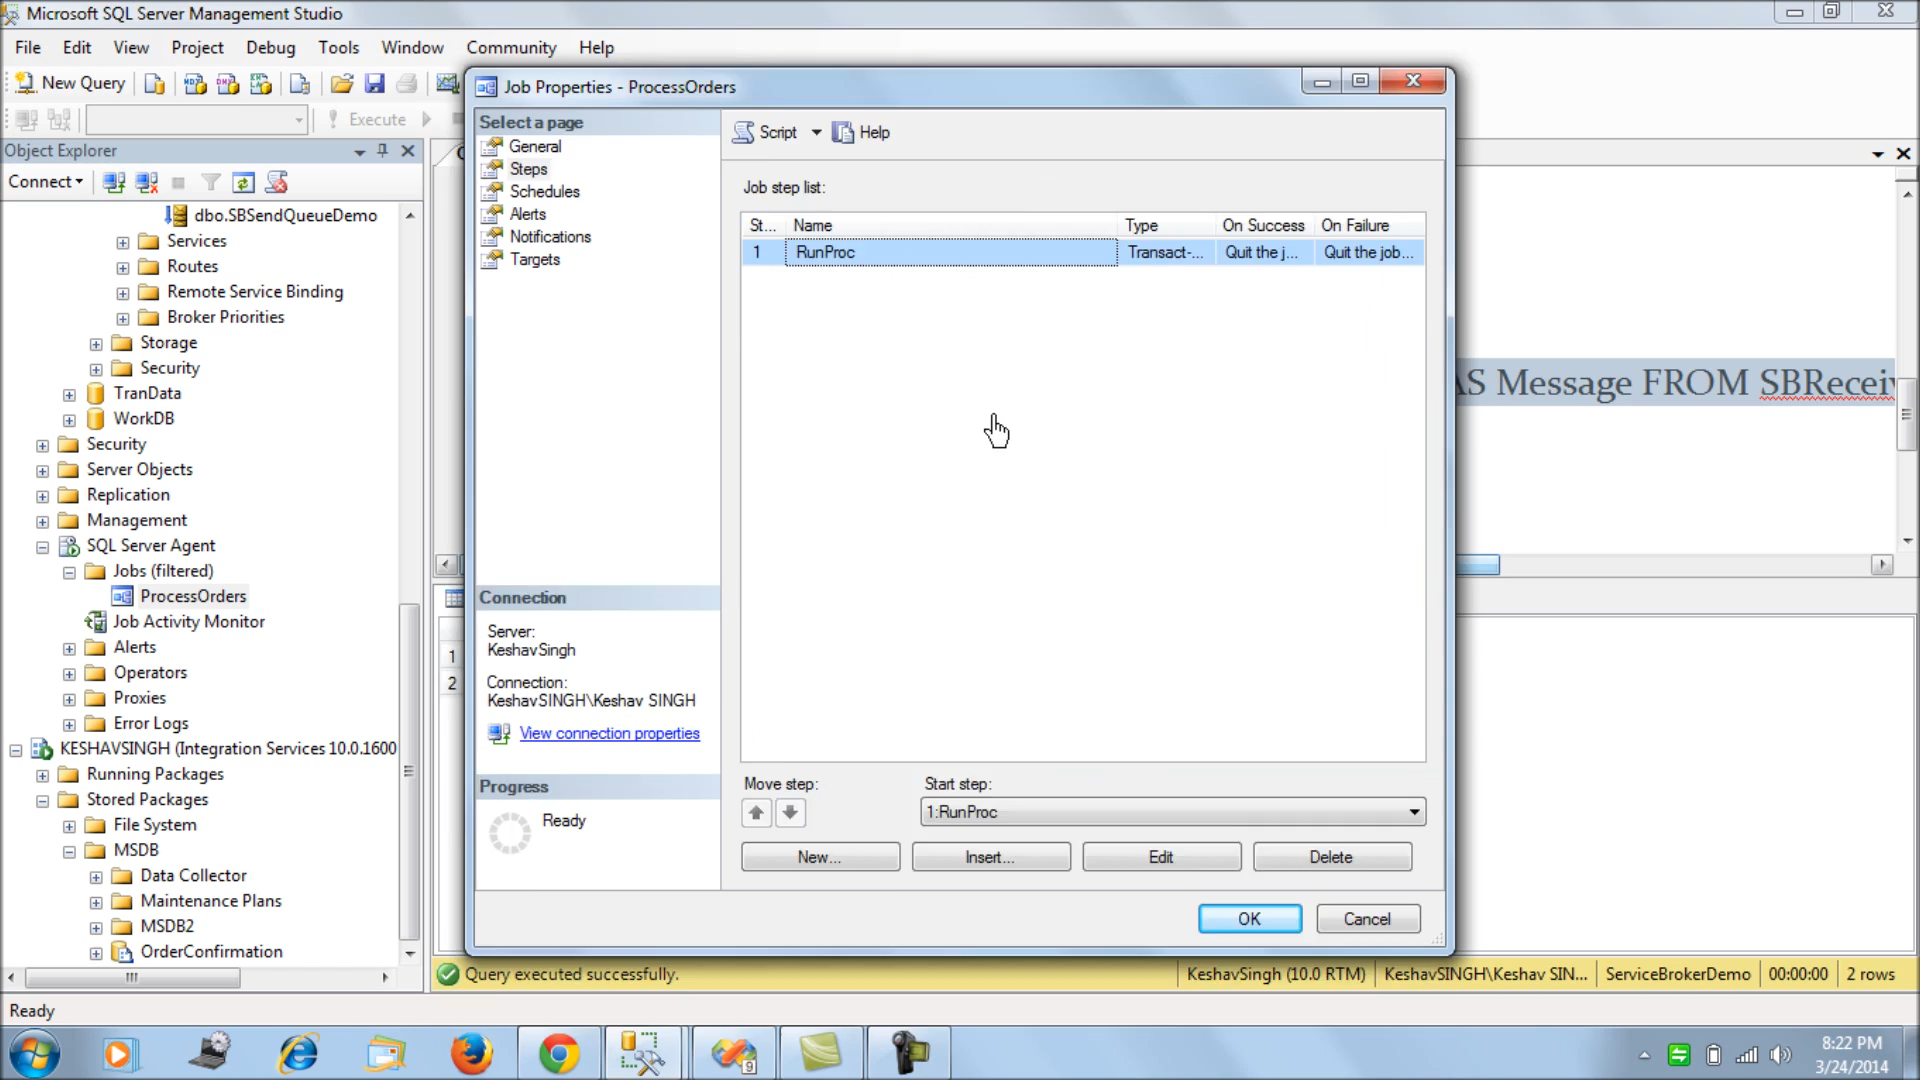 Microsoft SQL Server Management Studio
File Edit View Project Debug Tools Window Community Help
New Query
Execute
Object Explorer
Connect
dbo.SBSendQueueDemo
Services
Routes
Remote Service Binding
Broker Priorities
Storage
Security
TranData
WorkDB
Security
Server Objects
Replication
Management
SQL Server Agent
Jobs (filtered)
ProcessOrders
Job Activity Monitor
Alerts
Operators
Proxies
Error Logs
KESHAVSINGH (Integration Services 10.0.1600
Running Packages
Stored Packages
File System
MSDB
Data Collector
Maintenance Plans
MSDB2
OrderConfirmation
Job Properties - ProcessOrders
Select a page
General
Steps
Schedules
Alerts
Notifications
Targets
Connection
Server:
KeshavSingh
Connection:
KeshavSINGH\Keshav SINGH
View connection properties
Progress
Ready
Script Help
Job step list:
St... Name Type On Success On Failure
1 RunProc Transact-... Quit the j... Quit the job...
Move step:
Start step:
1:RunProc
New... Insert... Edit Delete
OK Cancel
AS Message FROM SBReceiv
1
2
Query executed successfully. KeshavSingh (10.0 RTM) KeshavSINGH\Keshav SIN... ServiceBrokerDemo 00:00:00 2 rows
Ready
9
8:22 PM
3/24/2014